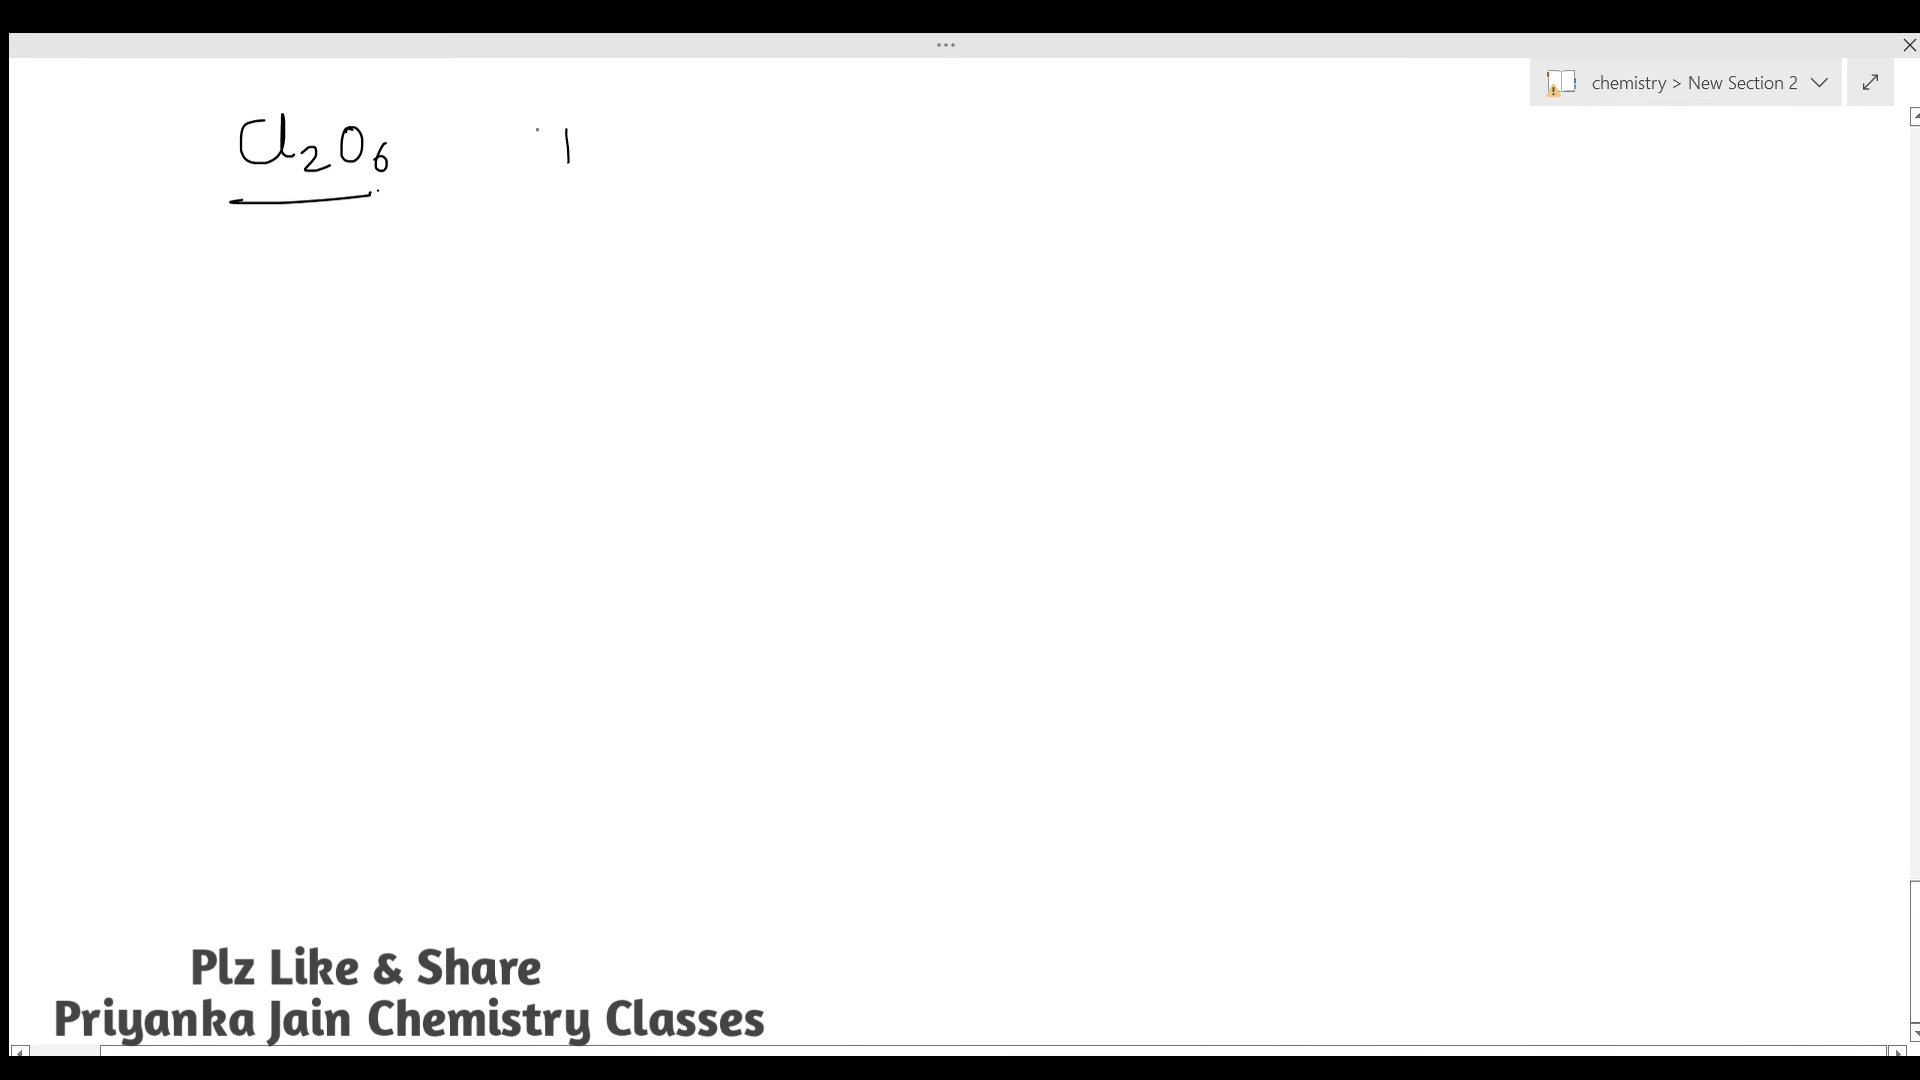 chemistry > New Section 2
Cl₂O₆
Plz Like & Share
Priyanka Jain Chemistry Classes